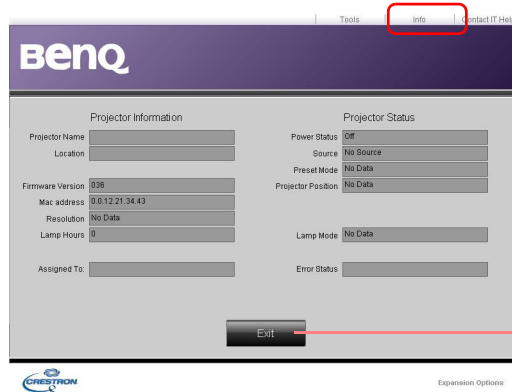 Tools Info Contact IT Help
BenQ
Projector Information
Projector Name
Location
Firmware Version 036
Mac address 0.0.12.21.34.43
Resolution No Data
Lamp Hours 0
Assigned To:
Projector Status
Power Status Off
Source No Source
Preset Mode No Data
Projector Position No Data
Lamp Mode No Data
Error Status
Exit
CRESTRON
Expansion Options